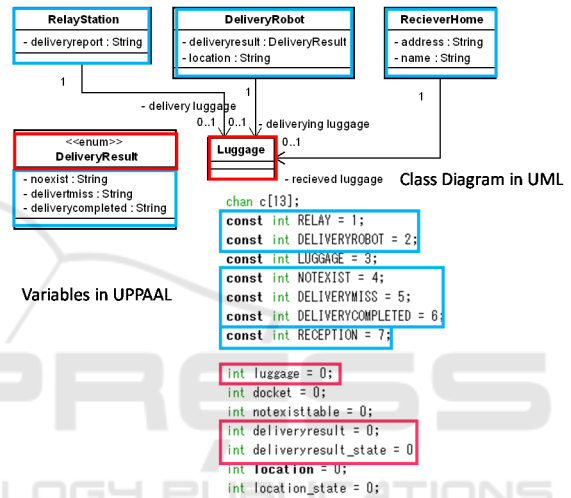 RelayStation
- deliveryreport : String
DeliveryRobot
- deliveryresult : DeliveryResult
- location : String
RecieverHome
- address : String
- name : String
1
1
1
- delivery luggage
0..1
0..1
- delivering luggage
0..1
<<enum>>
DeliveryResult
- noexist : String
- delivertmiss : String
- deliverycompleted : String
Luggage
- recieved luggage
Class Diagram in UML
Variables in UPPAAL
chan c[13];
const int RELAY = 1;
const int DELIVERYROBOT = 2;
const int LUGGAGE = 3;
const int NOTEXIST = 4;
const int DELIVERYMISS = 5;
const int DELIVERYCOMPLETED = 6;
const int RECEPTION = 7;
int luggage = 0;
int docket = 0;
int notexisttable = 0;
int deliveryresult = 0;
int deliveryresult_state = 0
int location = 0;
int location_state = 0;